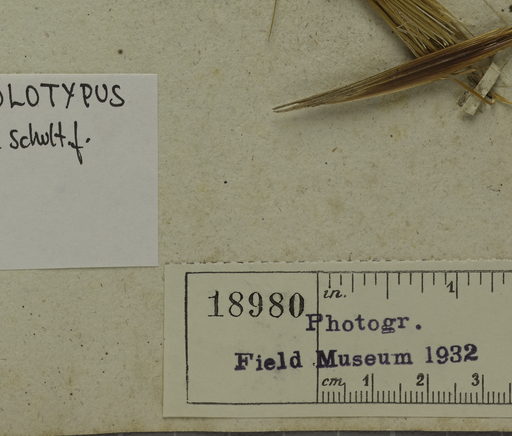 OLOTYPUS
Schult.f.
18980
in. 1
Photogr.
Field Museum 1932
cm 1 2 3